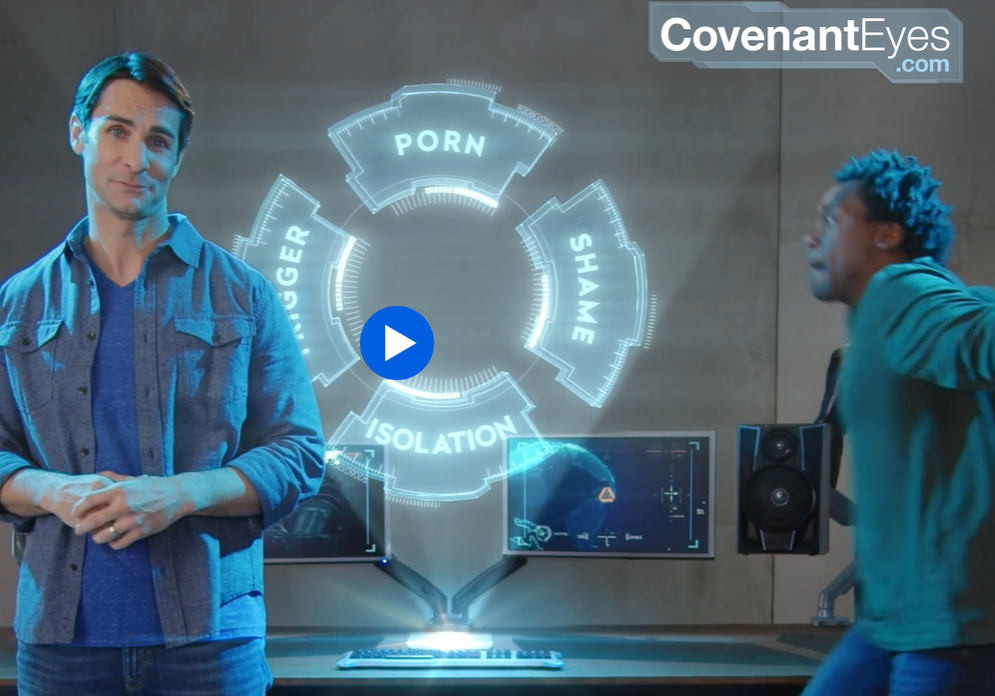 CovenantEyes
.com
PORN
TRIGGER
SHAME
ISOLATION